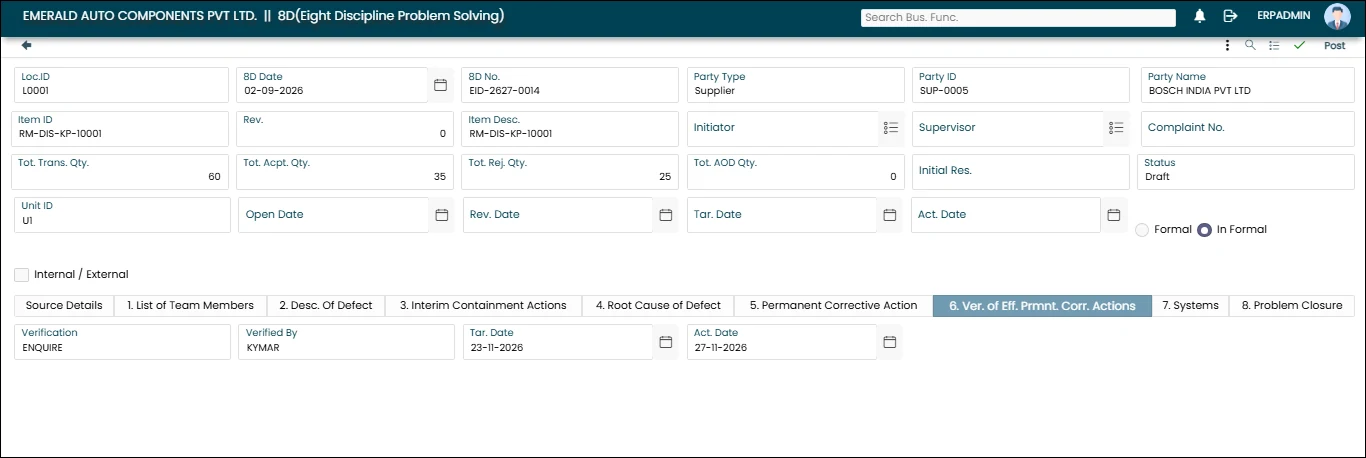 EMERALD AUTO COMPONENTS PVT LTD. || 8D(Eight Discipline Problem Solving)
Search Bus. Func.
ERPADMIN
Post
Loc.ID
L0001
8D Date
02-09-2026
8D No.
EID-2627-0014
Party Type
Supplier
Party ID
SUP-0005
Party Name
BOSCH INDIA PVT LTD
Item ID
RM-DIS-KP-10001
Rev.
0
Item Desc.
RM-DIS-KP-10001
Initiator
Supervisor
Complaint No.
Tot. Trans. Qty.
60
Tot. Acpt. Qty.
35
Tot. Rej. Qty.
25
Tot. AOD Qty.
0
Initial Res.
Status
Draft
Unit ID
U1
Open Date
Rev. Date
Tar. Date
Act. Date
Formal
In Formal
Internal / External
Source Details
1. List of Team Members
2. Desc. Of Defect
3. Interim Containment Actions
4. Root Cause of Defect
5. Permanent Corrective Action
6. Ver. of Eff. Prmnt. Corr. Actions
7. Systems
8. Problem Closure
Verification
ENQUIRE
Verified By
KYMAR
Tar. Date
23-11-2026
Act. Date
27-11-2026